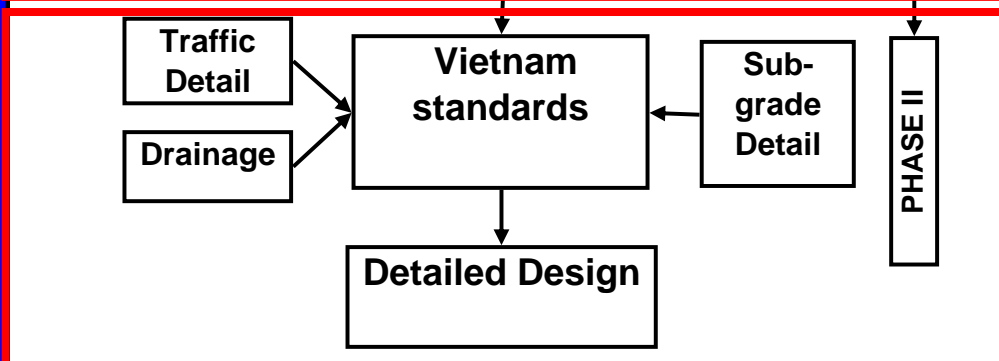 Traffic
Detail
Drainage
Vietnam
standards
Sub-
grade
Detail
PHASE II
Detailed Design